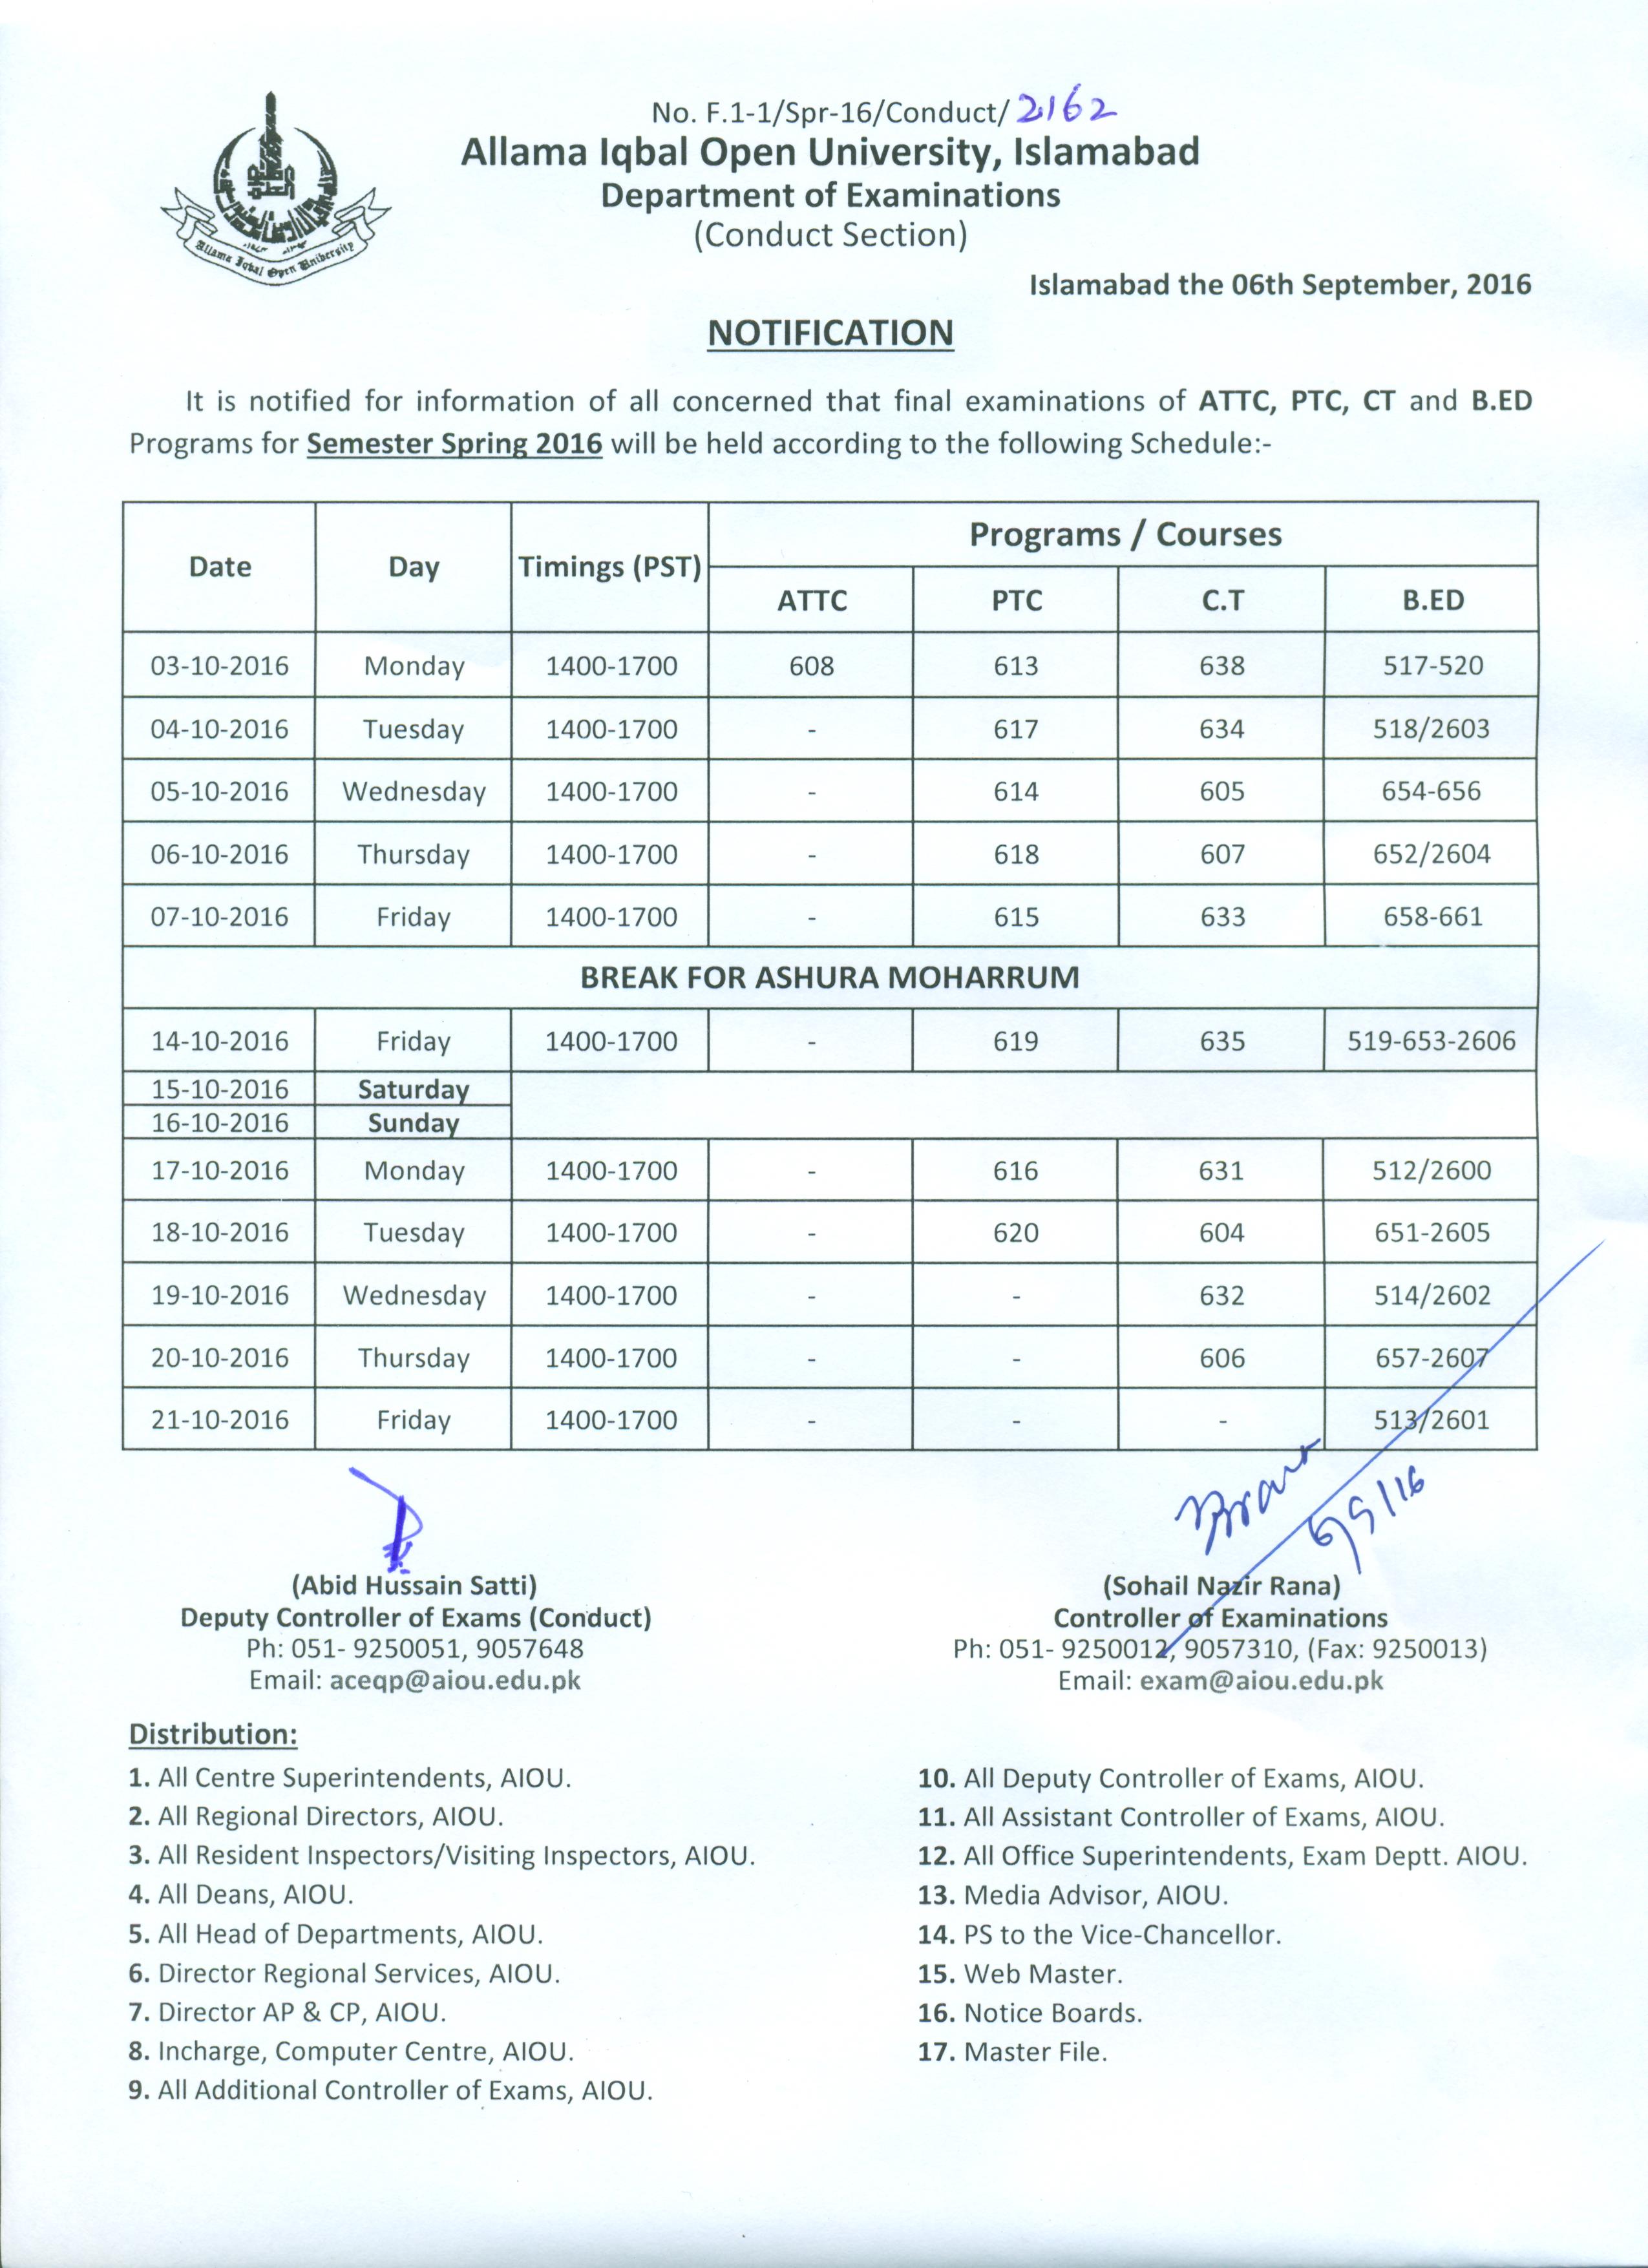 No. F.1-1/Spr-16/Conduct/ 2162
Allama Iqbal Open University, Islamabad
Department of Examinations
(Conduct Section)
Allama Iqbal Open University
Islamabad the 06th September, 2016
NOTIFICATION
It is notified for information of all concerned that final examinations of ATTC, PTC, CT and B.ED
Programs for Semester Spring 2016 will be held according to the following Schedule:-
Date Day Timings (PST) Programs / Courses
ATTC PTC C.T B.ED
03-10-2016 Monday 1400-1700 608 613 638 517-520
04-10-2016 Tuesday 1400-1700 - 617 634 518/2603
05-10-2016 Wednesday 1400-1700 - 614 605 654-656
06-10-2016 Thursday 1400-1700 - 618 607 652/2604
07-10-2016 Friday 1400-1700 - 615 633 658-661
BREAK FOR ASHURA MOHARRUM
14-10-2016 Friday 1400-1700 - 619 635 519-653-2606
15-10-2016 Saturday
16-10-2016 Sunday
17-10-2016 Monday 1400-1700 - 616 631 512/2600
18-10-2016 Tuesday 1400-1700 - 620 604 651-2605
19-10-2016 Wednesday 1400-1700 - - 632 514/2602
20-10-2016 Thursday 1400-1700 - - 606 657-2607
21-10-2016 Friday 1400-1700 - - - 513/2601
6/9/16
(Abid Hussain Satti)
Deputy Controller of Exams (Conduct)
Ph: 051- 9250051, 9057648
Email: aceqp@aiou.edu.pk
(Sohail Nazir Rana)
Controller of Examinations
Ph: 051- 9250012, 9057310, (Fax: 9250013)
Email: exam@aiou.edu.pk
Distribution:
1. All Centre Superintendents, AIOU.
2. All Regional Directors, AIOU.
3. All Resident Inspectors/Visiting Inspectors, AIOU.
4. All Deans, AIOU.
5. All Head of Departments, AIOU.
6. Director Regional Services, AIOU.
7. Director AP & CP, AIOU.
8. Incharge, Computer Centre, AIOU.
9. All Additional Controller of Exams, AIOU.
10. All Deputy Controller of Exams, AIOU.
11. All Assistant Controller of Exams, AIOU.
12. All Office Superintendents, Exam Deptt. AIOU.
13. Media Advisor, AIOU.
14. PS to the Vice-Chancellor.
15. Web Master.
16. Notice Boards.
17. Master File.